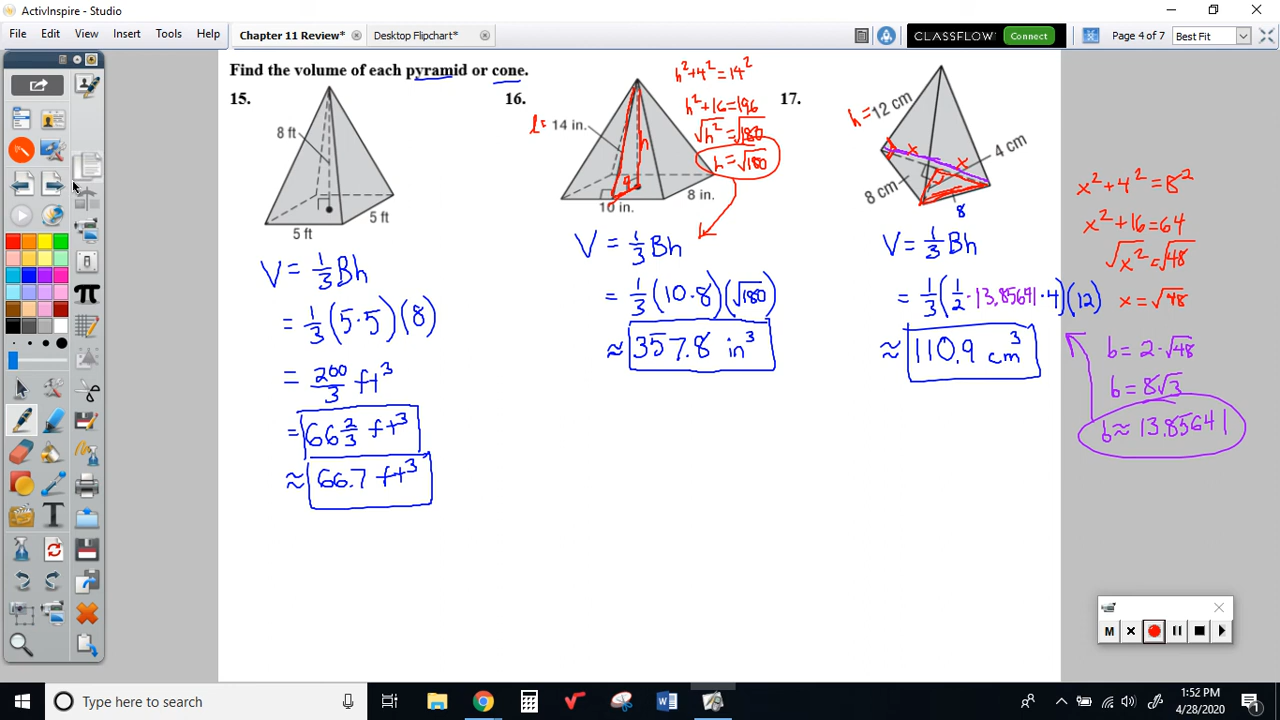 ActivInspire - Studio
File Edit View Insert Tools Help
Chapter 11 Review*
Desktop Flipchart*
CLASSFLOW Connect
Page 4 of 7
Best Fit
Find the volume of each pyramid or cone.
15.
8 ft
5 ft
5 ft
V = 1/3 Bh
= 1/3 (5·5)(8)
= 200/3 ft³
= 66 2/3 ft³
≈ 66.7 ft³
16.
l = 14 in.
h
4
10 in.
8 in.
h² + 4² = 14²
h² + 16 = 196
√h² = √180
h = √180
V = 1/3 Bh
= 1/3 (10·8)(√180)
≈ 357.8 in³
17.
h = 12 cm
x
x
4 cm
8 cm
8
V = 1/3 Bh
= 1/3 (1/2 · 13.85641 · 4)(12)
≈ 110.9 cm³
x² + 4² = 8²
x² + 16 = 64
√x² = √48
x = √48
b = 2·√48
b = 8√3
b ≈ 13.85641
M
Type here to search
1:52 PM
4/28/2020